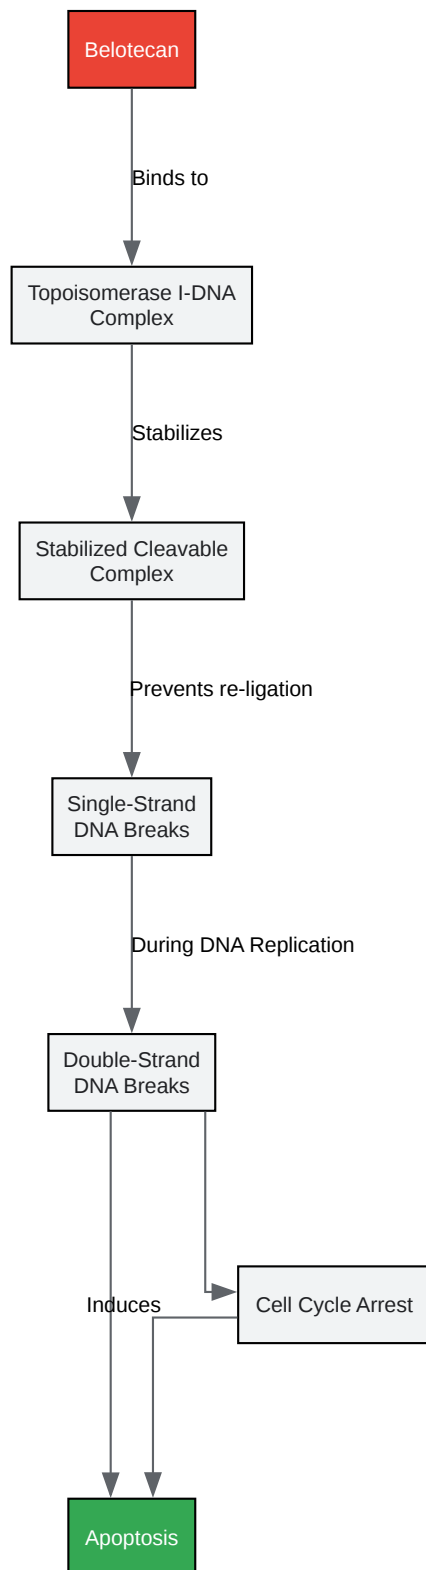 Belotecan
Binds to
Topoisomerase I-DNA
Complex
Stabilizes
Stabilized Cleavable
Complex
Prevents re-ligation
Single-Strand
DNA Breaks
During DNA Replication
Double-Strand
DNA Breaks
Induces
Cell Cycle Arrest
Apoptosis